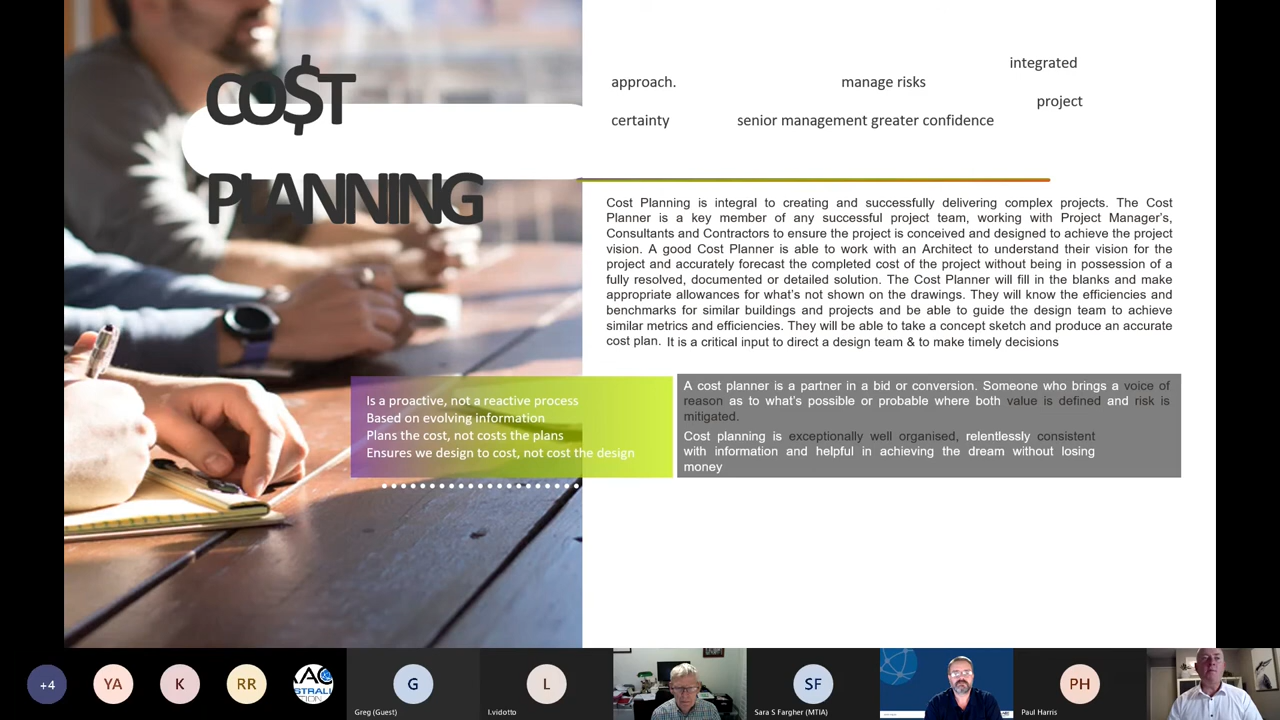 CO$T
PLANNING
integrated
approach. manage risks
project
certainty senior management greater confidence
Cost Planning is integral to creating and successfully delivering complex projects. The Cost
Planner is a key member of any successful project team, working with Project Manager's,
Consultants and Contractors to ensure the project is conceived and designed to achieve the project
vision. A good Cost Planner is able to work with an Architect to understand their vision for the
project and accurately forecast the completed cost of the project without being in possession of a
fully resolved, documented or detailed solution. The Cost Planner will fill in the blanks and make
appropriate allowances for what's not shown on the drawings. They will know the efficiencies and
benchmarks for similar buildings and projects and be able to guide the design team to achieve
similar metrics and efficiencies. They will be able to take a concept sketch and produce an accurate
cost plan. It is a critical input to direct a design team & to make timely decisions
Is a proactive, not a reactive process
Based on evolving information
Plans the cost, not costs the plans
Ensures we design to cost, not cost the design
A cost planner is a partner in a bid or conversion. Someone who brings a voice of
reason as to what's possible or probable where both value is defined and risk is
mitigated.
Cost planning is exceptionally well organised, relentlessly consistent
with information and helpful in achieving the dream without losing
money
+4
YA
K
RR
G
Greg (Guest)
L
l.vidotto
SF
Sara S Fargher (MTIA)
PH
Paul Harris